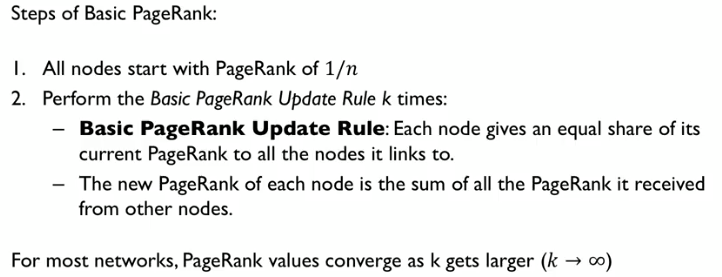 Steps of Basic PageRank:
1. All nodes start with PageRank of 1/n
2. Perform the Basic PageRank Update Rule k times:
– Basic PageRank Update Rule: Each node gives an equal share of its
current PageRank to all the nodes it links to.
– The new PageRank of each node is the sum of all the PageRank it received
from other nodes.
For most networks, PageRank values converge as k gets larger (k → ∞)